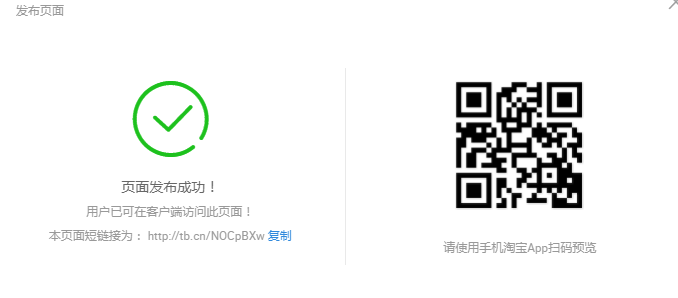 发布页面
页面发布成功！
用户已可在客户端访问此页面！
本页面短链接为： http://tb.cn/NOCpBXw 复制
请使用手机淘宝App扫码预览